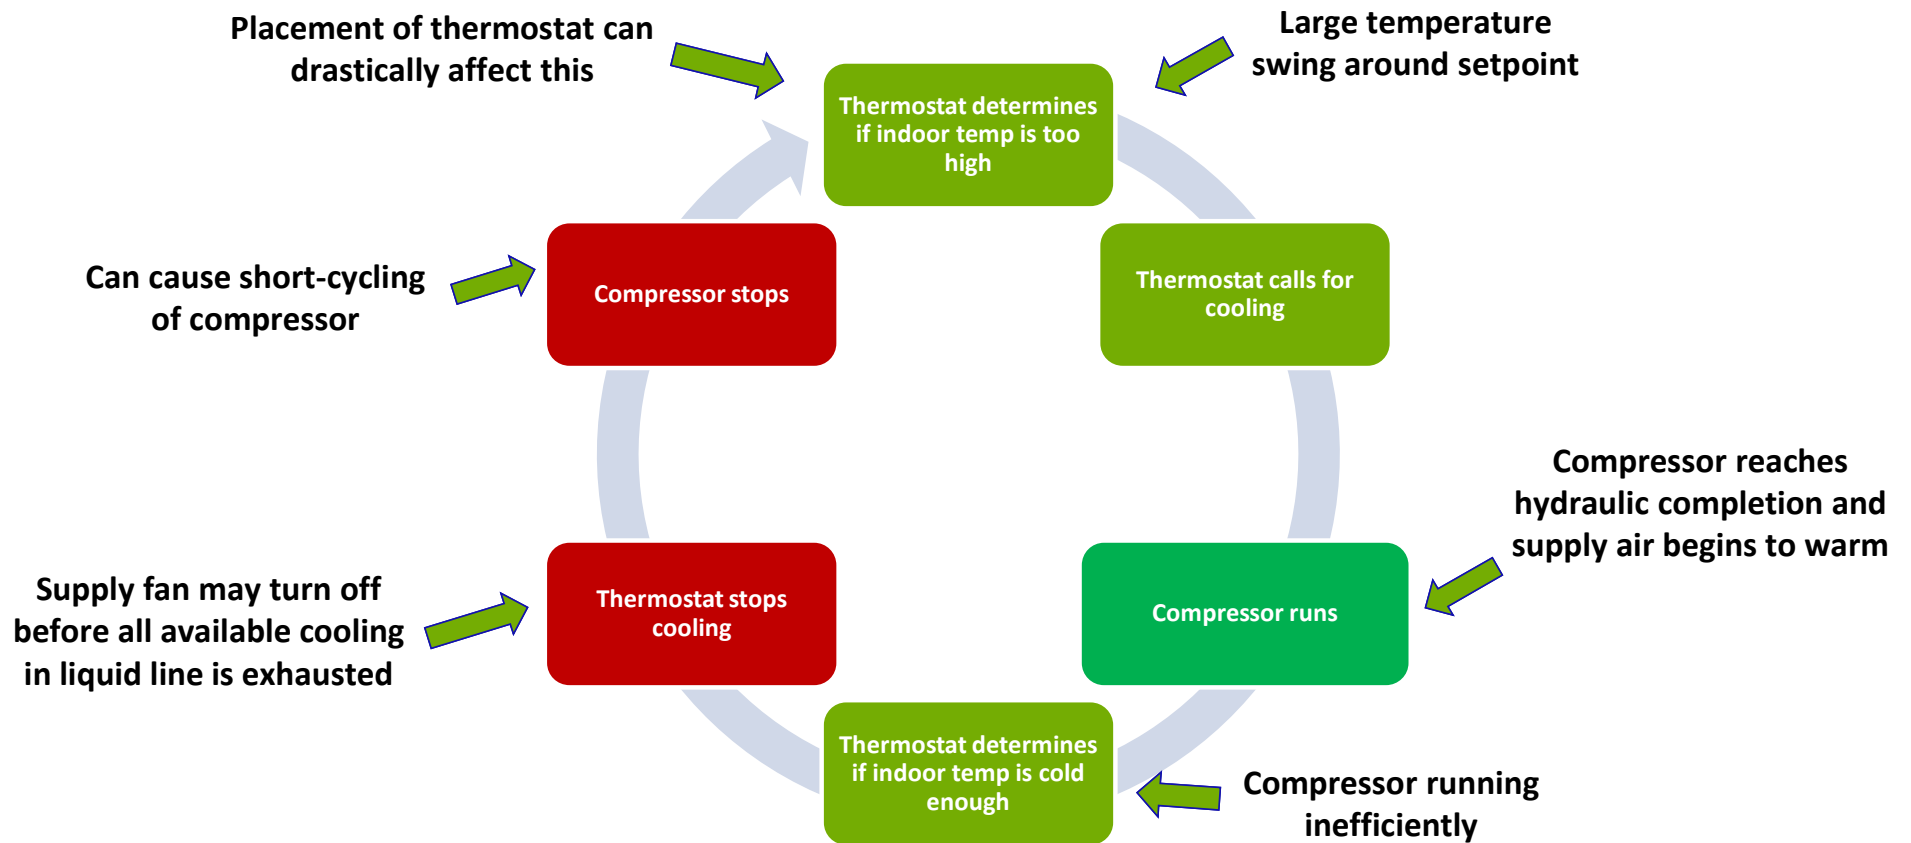 Placement of thermostat can
drastically affect this
Large temperature
swing around setpoint
Thermostat determines
if indoor temp is too
high
Can cause short-cycling
of compressor
Compressor stops
Thermostat calls for
cooling
Compressor reaches
hydraulic completion and
supply air begins to warm
Supply fan may turn off
before all available cooling
in liquid line is exhausted
Thermostat stops
cooling
Compressor runs
Thermostat determines
if indoor temp is cold
enough
Compressor running
inefficiently